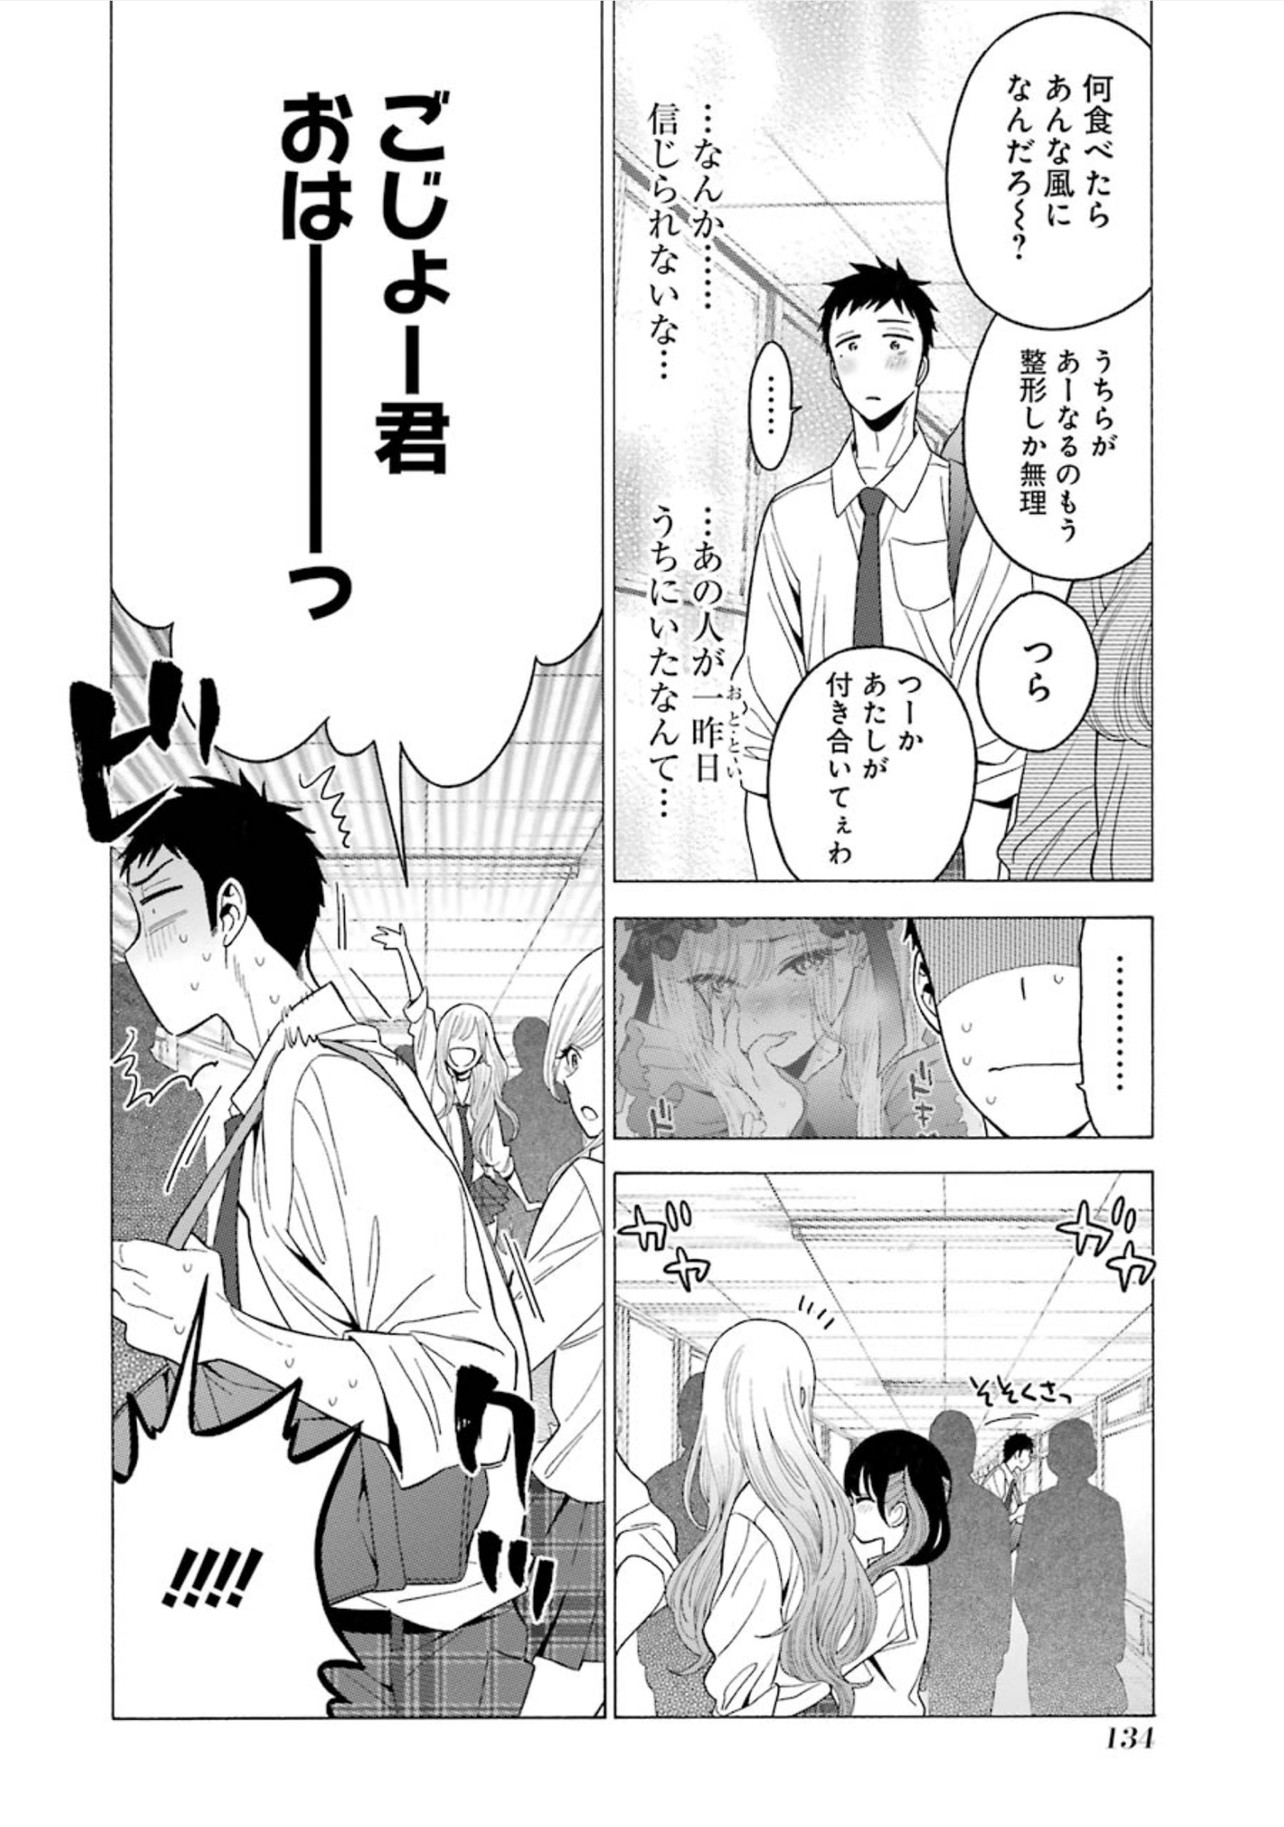 何食べたら
あんな風に
なんだろ〜?
うちらが
あーなるのもう
整形しか無理
つら
つーか
あたしが
付き合いてぇわ
…なんか……
信じられないな…
……
…あの人が一昨日
おととい
うちにいたなんて…
…………
ドキ
ドキ
ガヤ
ガヤ
そそくさっ
ごじょー君
おは――――っ
ビクッ
!!!!
134